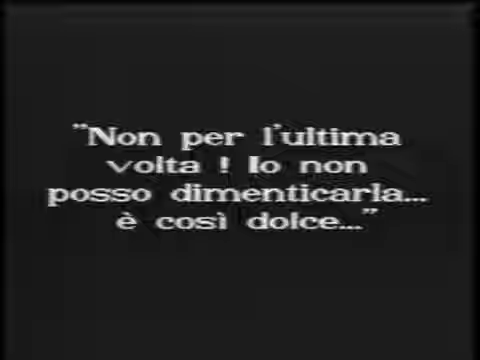 "Non per l'ultima
volta ! Io non
posso dimenticarla...
è così dolce..."